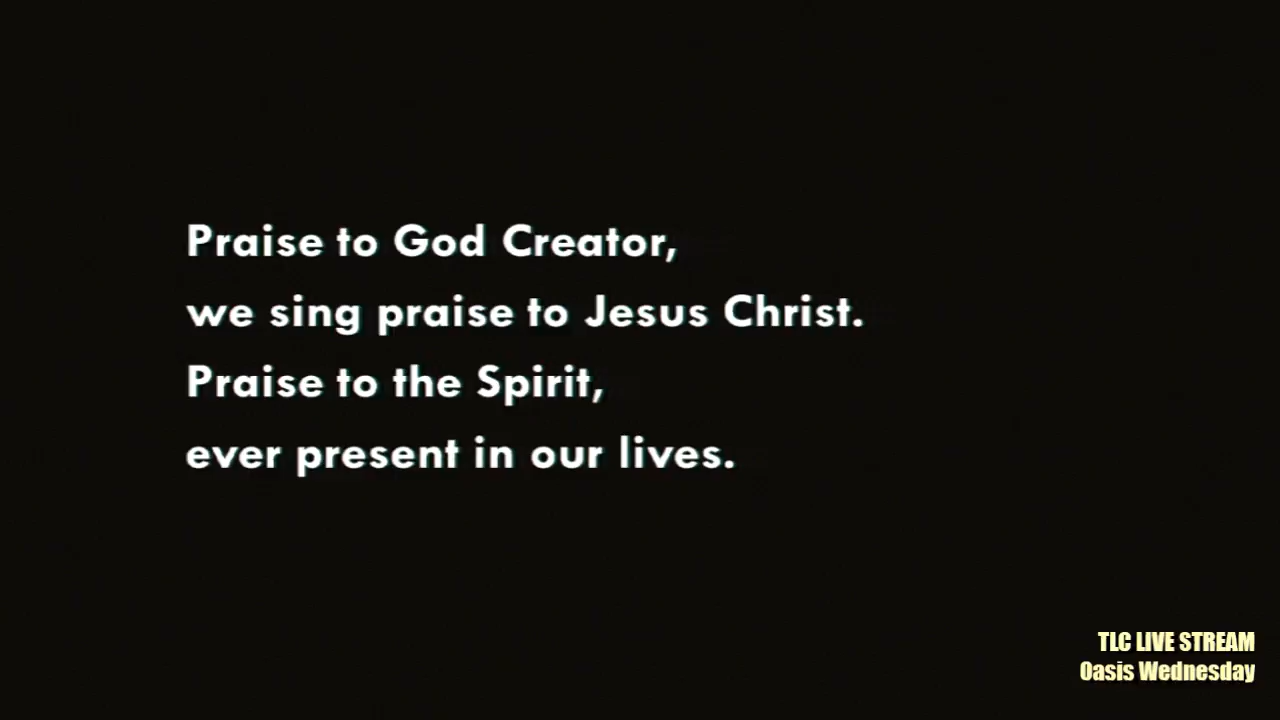 Praise to God Creator,
we sing praise to Jesus Christ.
Praise to the Spirit,
ever present in our lives.
TLC LIVE STREAM
Oasis Wednesday